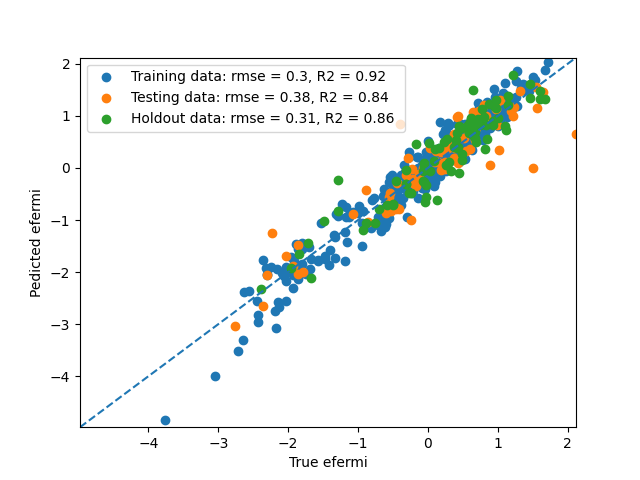 Training data: rmse = 0.3, R2 = 0.92
Testing data: rmse = 0.38, R2 = 0.84
Holdout data: rmse = 0.31, R2 = 0.86
Pedicted efermi
2
1
0
−1
−2
−3
−4
−4 −3 −2 −1 0 1 2
True efermi